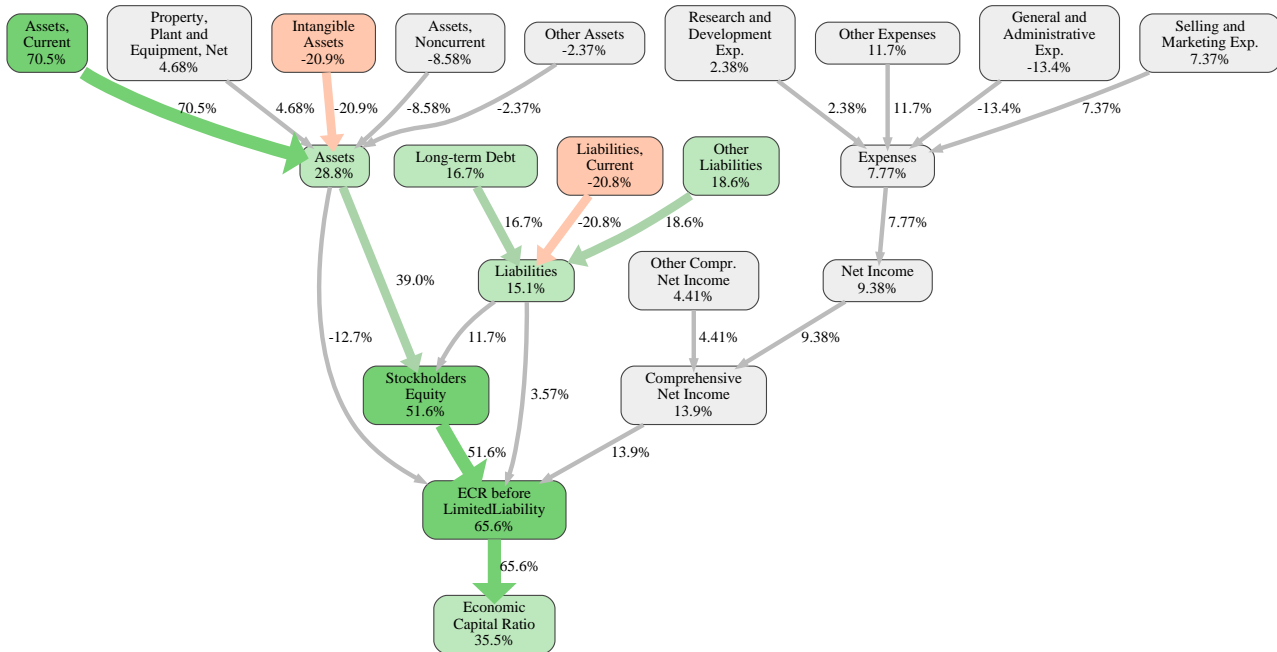 Assets,
Current
70.5%
Property,
Plant and
Equipment, Net
4.68%
Intangible
Assets
-20.9%
Assets,
Noncurrent
-8.58%
Other Assets
-2.37%
Research and
Development
Exp.
2.38%
Other Expenses
11.7%
General and
Administrative
Exp.
-13.4%
Selling and
Marketing Exp.
7.37%
70.5%
4.68%
-20.9%
-8.58%
-2.37%
2.38%
11.7%
-13.4%
7.37%
Assets
28.8%
Long-term Debt
16.7%
Liabilities,
Current
-20.8%
Other
Liabilities
18.6%
Expenses
7.77%
16.7%
-20.8%
18.6%
7.77%
39.0%
Liabilities
15.1%
Other Compr.
Net Income
4.41%
Net Income
9.38%
-12.7%
11.7%
4.41%
9.38%
Stockholders
Equity
51.6%
3.57%
Comprehensive
Net Income
13.9%
51.6%
13.9%
ECR before
LimitedLiability
65.6%
65.6%
Economic
Capital Ratio
35.5%